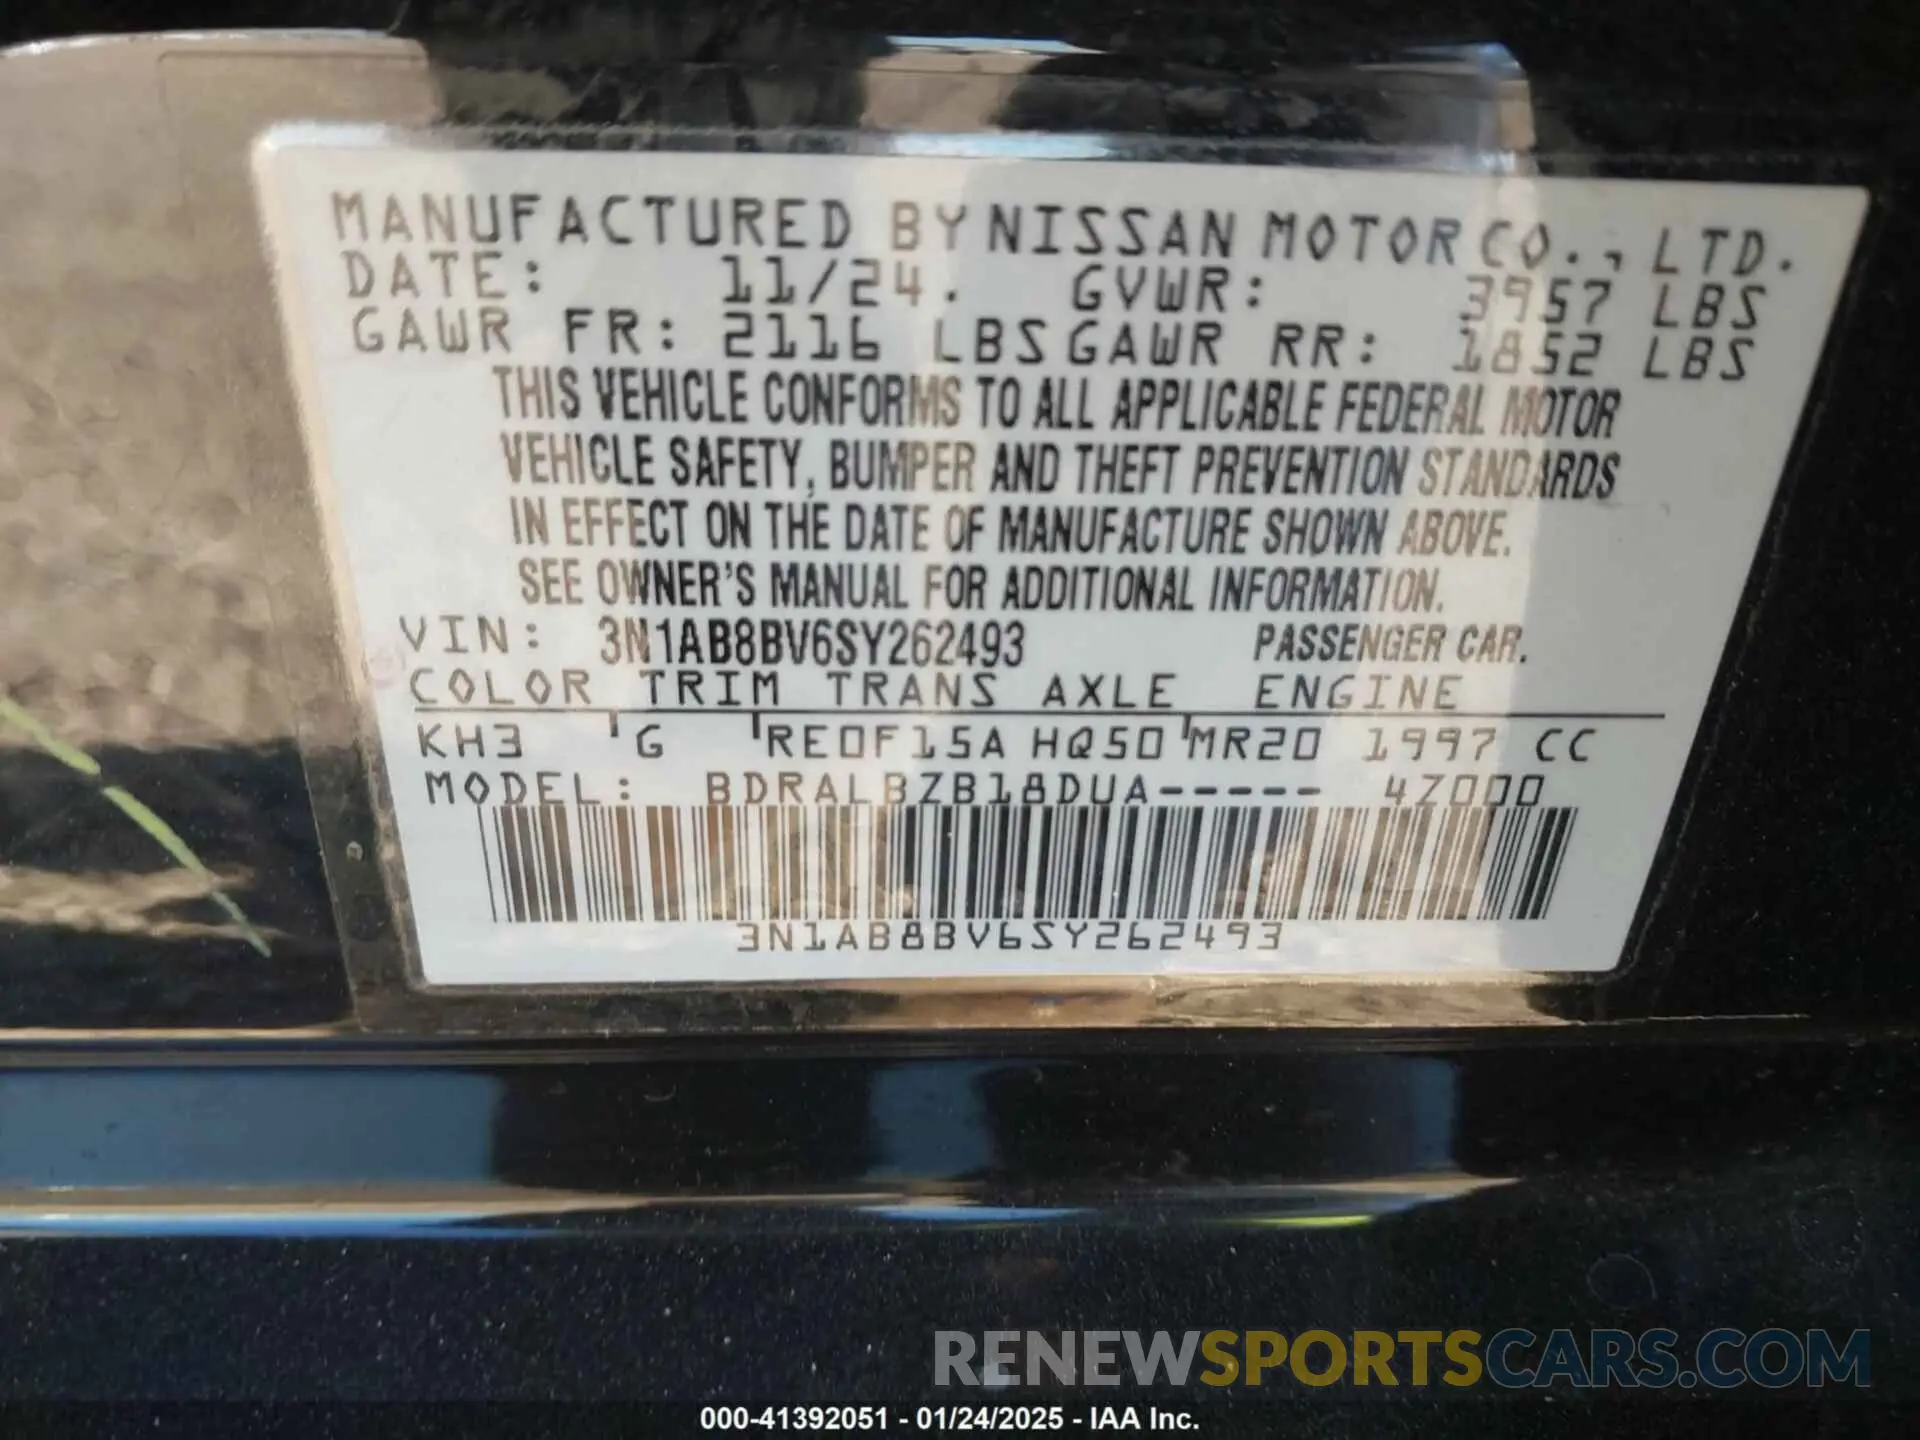 MANUFACTURED BY NISSAN MOTOR CO., LTD.
DATE: 11/24. GVWR: 3957 LBS
GAWR FR: 2116 LBS GAWR RR: 1852 LBS
THIS VEHICLE CONFORMS TO ALL APPLICABLE FEDERAL MOTOR
VEHICLE SAFETY, BUMPER AND THEFT PREVENTION STANDARDS
IN EFFECT ON THE DATE OF MANUFACTURE SHOWN ABOVE.
SEE OWNER'S MANUAL FOR ADDITIONAL INFORMATION.
VIN: 3N1AB8BV6SY262493 PASSENGER CAR.
COLOR TRIM TRANS AXLE ENGINE
KH3 G RE0F15A HQ50 MR20 1997 CC
MODEL: BDRALBZB18DUA----- 4Z000
3N1AB8BV6SY262493
RENEWSPORTSCARS.COM
000-41392051 - 01/24/2025 - IAA Inc.